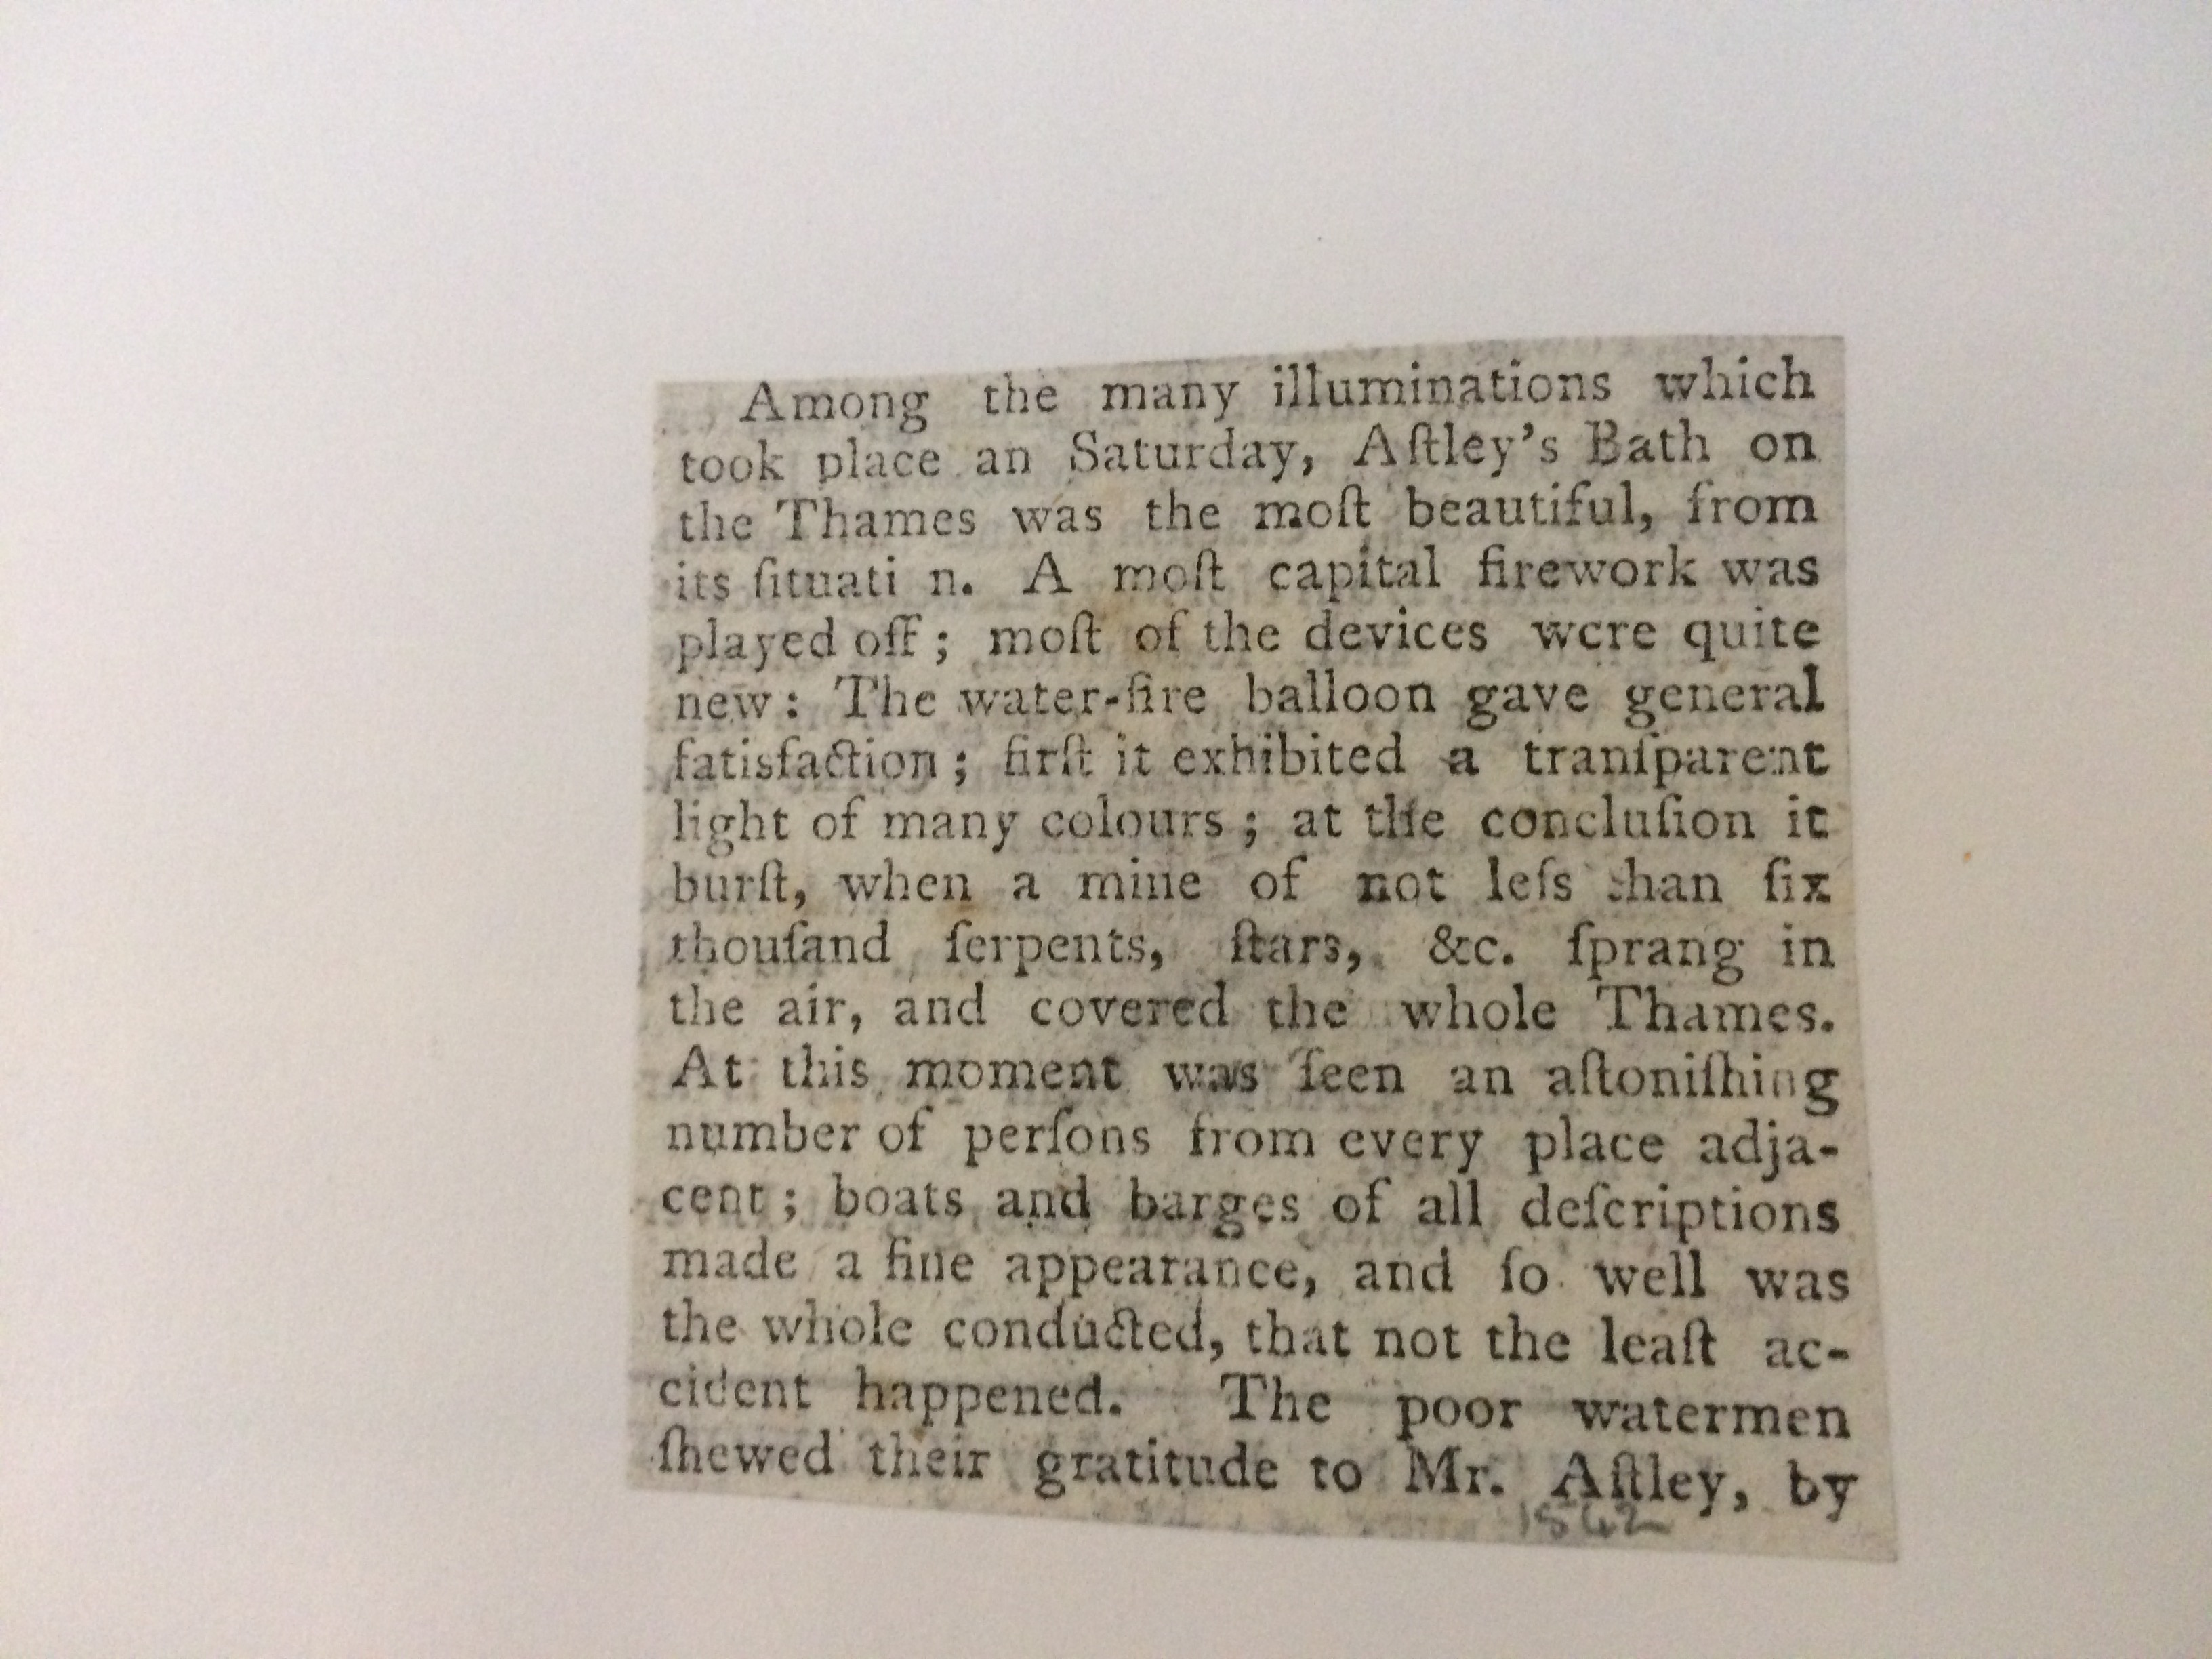 Among the many illuminations which
took place an Saturday, Aſtley's Bath on
the Thames was the moſt beautiful, from
its ſituati n. A moſt capital firework was
played off; moſt of the devices were quite
new: The water-fire balloon gave general
fatisfaction; firſt it exhibited a tranſparent
light of many colours; at the concluſion it
burſt, when a mine of not leſs than ſix
thouſand ſerpents, ſtars, &c. ſprang in
the air, and covered the whole Thames.
At this moment was ſeen an aſtoniſhing
number of perſons from every place adja-
cent; boats and barges of all deſcriptions
made a fine appearance, and ſo well was
the whole conducted, that not the leaſt ac-
cident happened. The poor watermen
ſhewed their gratitude to Mr. Aſtley, by
1842